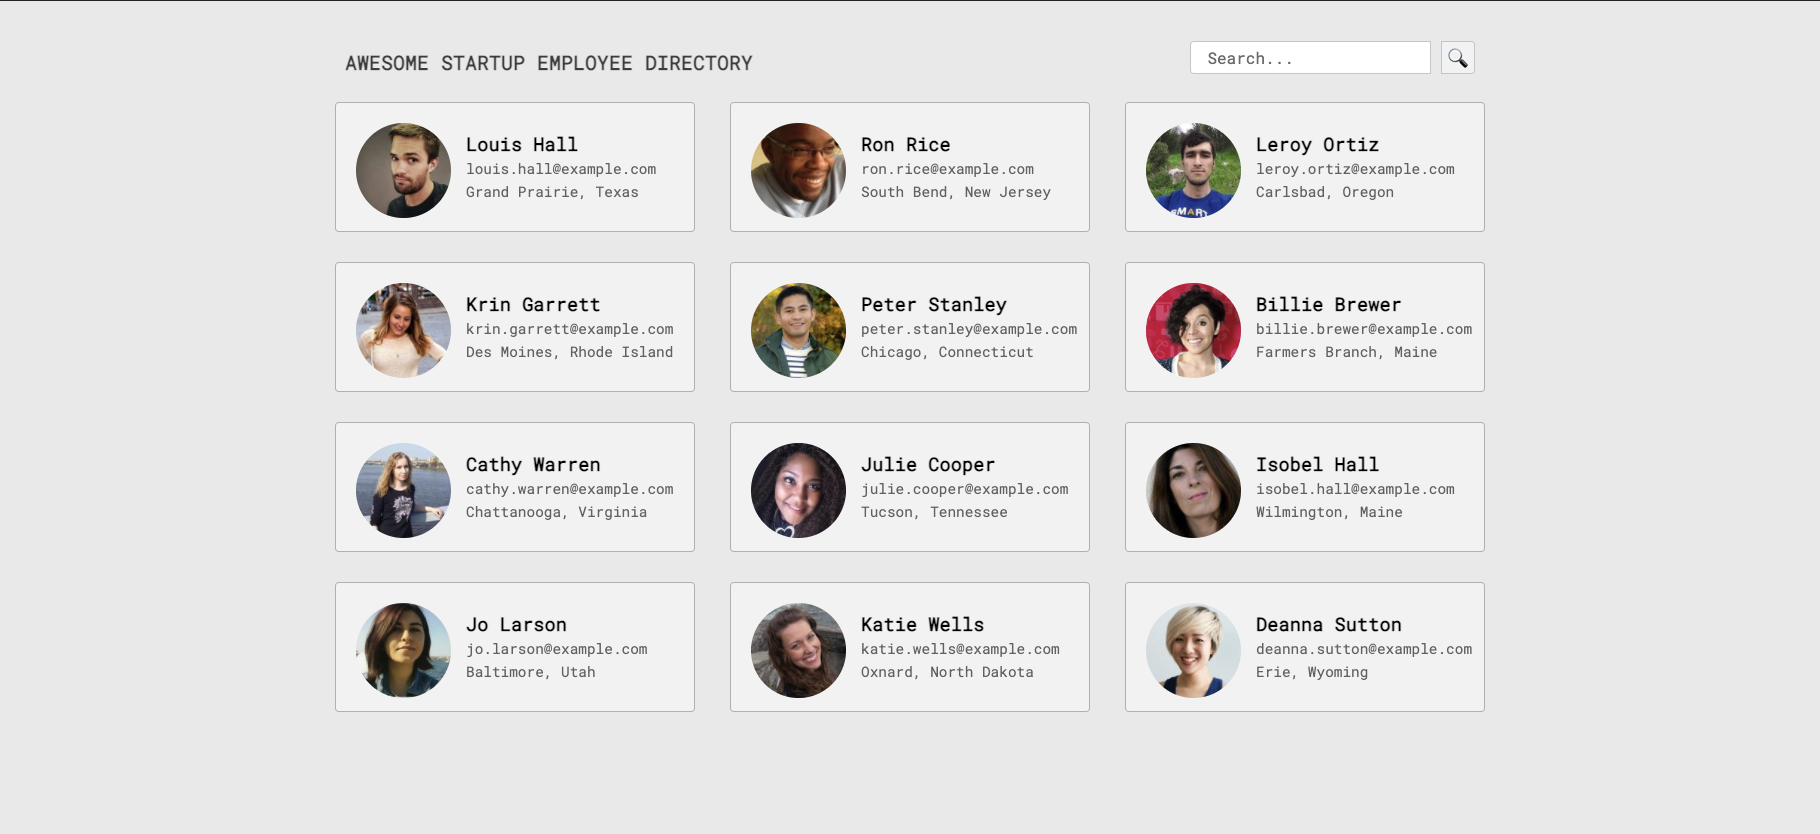 AWESOME STARTUP EMPLOYEE DIRECTORY
Search...
Louis Hall
louis.hall@example.com
Grand Prairie, Texas
Ron Rice
ron.rice@example.com
South Bend, New Jersey
Leroy Ortiz
leroy.ortiz@example.com
Carlsbad, Oregon
SMART
Krin Garrett
krin.garrett@example.com
Des Moines, Rhode Island
Peter Stanley
peter.stanley@example.com
Chicago, Connecticut
Billie Brewer
billie.brewer@example.com
Farmers Branch, Maine
Cathy Warren
cathy.warren@example.com
Chattanooga, Virginia
Julie Cooper
julie.cooper@example.com
Tucson, Tennessee
Isobel Hall
isobel.hall@example.com
Wilmington, Maine
Jo Larson
jo.larson@example.com
Baltimore, Utah
Katie Wells
katie.wells@example.com
Oxnard, North Dakota
Deanna Sutton
deanna.sutton@example.com
Erie, Wyoming